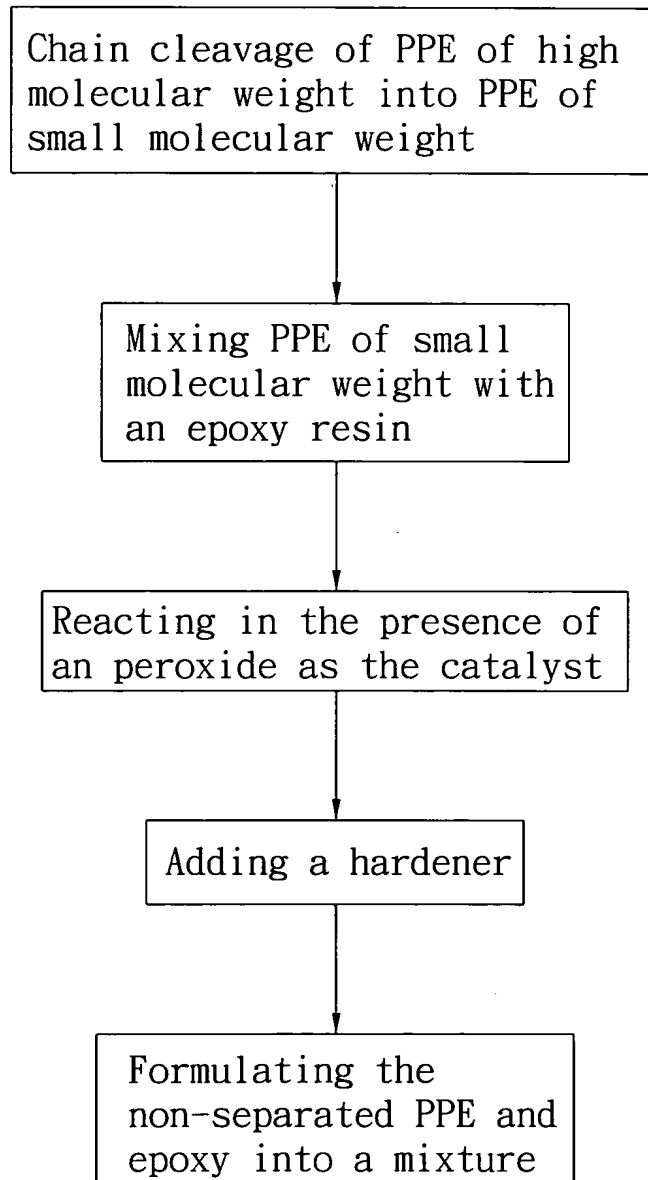 Chain cleavage of PPE of high
molecular weight into PPE of
small molecular weight
Mixing PPE of small
molecular weight with
an epoxy resin
Reacting in the presence of
an peroxide as the catalyst
Adding a hardener
Formulating the
non-separated PPE and
epoxy into a mixture